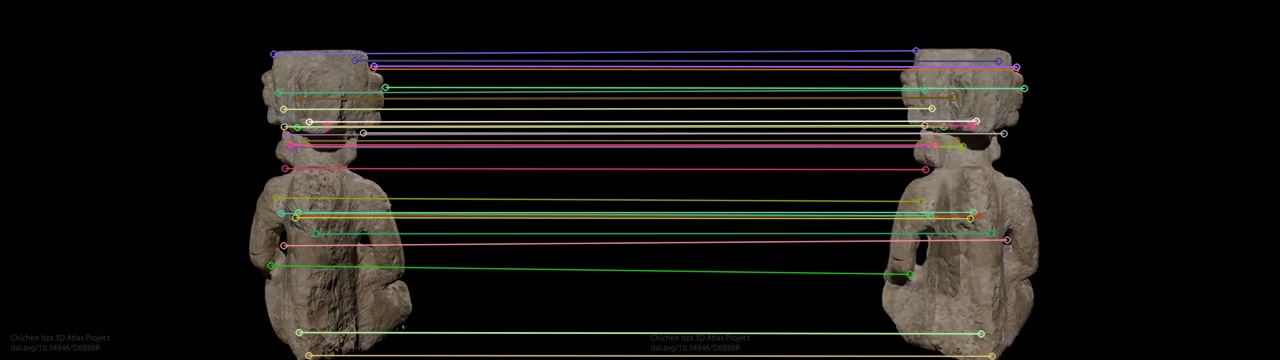 Chichen Itza 3D Atlas Project
doi.org/10.34946/D6B88P
Chichen Itza 3D Atlas Project
doi.org/10.34946/D6B88P